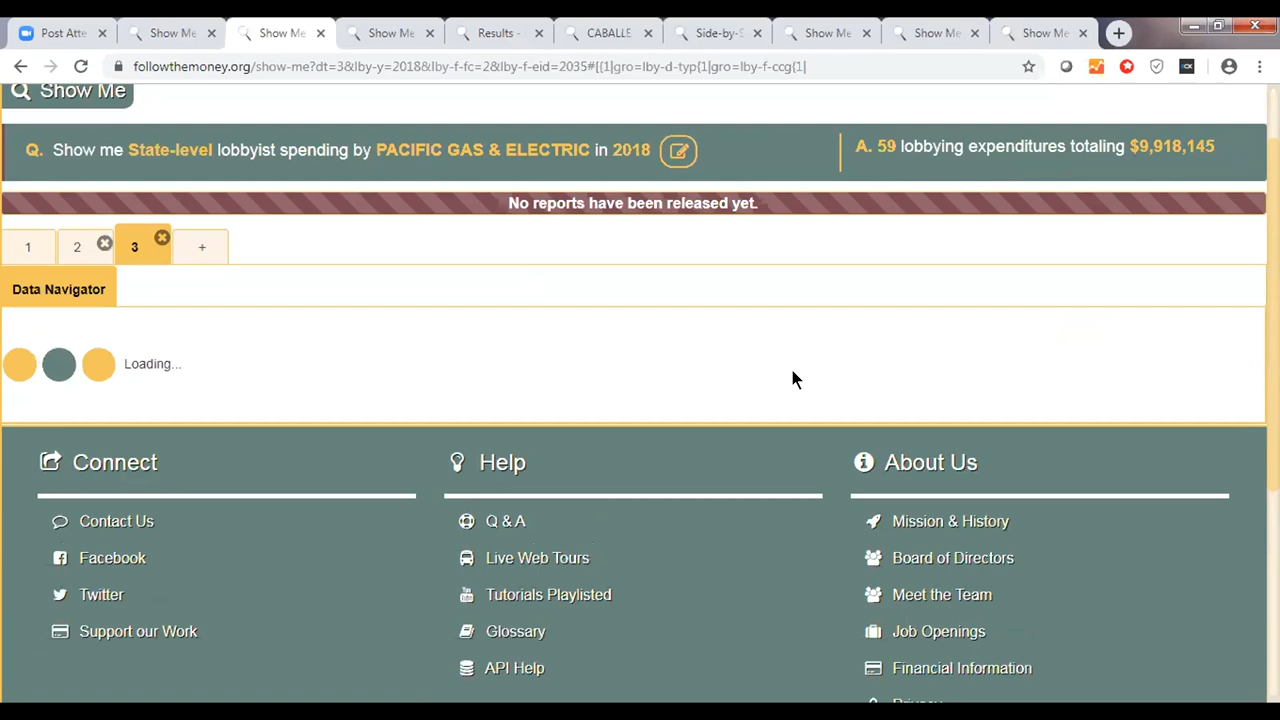 Post Atte
Show Me
Show Me
Show Me
Results -
CABALLE
Side-by-S
Show Me
Show Me
Show Me
followthemoney.org/show-me?dt=3&lby-y=2018&lby-f-fc=2&lby-f-eid=2035#[{1|gro=lby-d-typ{1|gro=lby-f-ccg{1|
Show Me
Q. Show me State-level lobbyist spending by PACIFIC GAS & ELECTRIC in 2018
A. 59 lobbying expenditures totaling $9,918,145
No reports have been released yet.
1 2 3 +
Data Navigator
Loading...
Connect
Contact Us
Facebook
Twitter
Support our Work
Help
Q & A
Live Web Tours
Tutorials Playlisted
Glossary
API Help
About Us
Mission & History
Board of Directors
Meet the Team
Job Openings
Financial Information